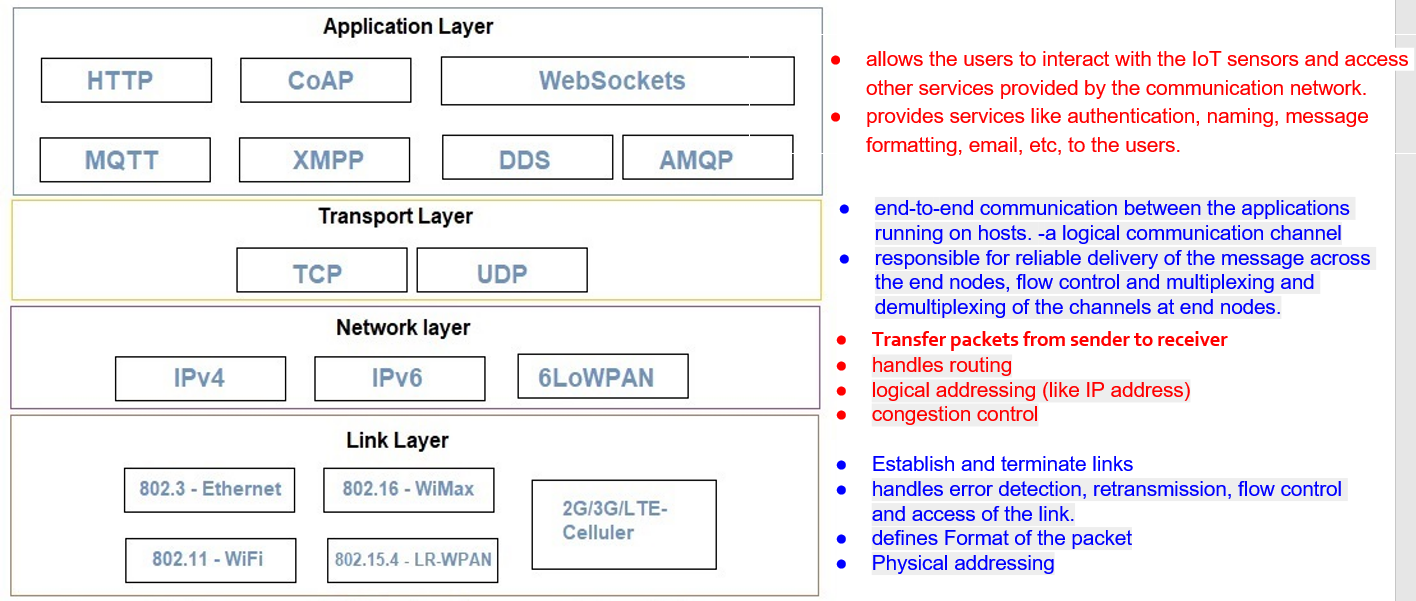 Application Layer
HTTP
CoAP
WebSockets
MQTT
XMPP
DDS
AMQP
● allows the users to interact with the IoT sensors and access
other services provided by the communication network.
● provides services like authentication, naming, message
formatting, email, etc, to the users.
Transport Layer
TCP
UDP
● end-to-end communication between the applications
running on hosts. -a logical communication channel
● responsible for reliable delivery of the message across
the end nodes, flow control and multiplexing and
demultiplexing of the channels at end nodes.
Network layer
IPv4
IPv6
6LoWPAN
● Transfer packets from sender to receiver
● handles routing
● logical addressing (like IP address)
● congestion control
Link Layer
802.3 - Ethernet
802.16 - WiMax
2G/3G/LTE-
Celluler
802.11 - WiFi
802.15.4 - LR-WPAN
● Establish and terminate links
● handles error detection, retransmission, flow control
and access of the link.
● defines Format of the packet
● Physical addressing